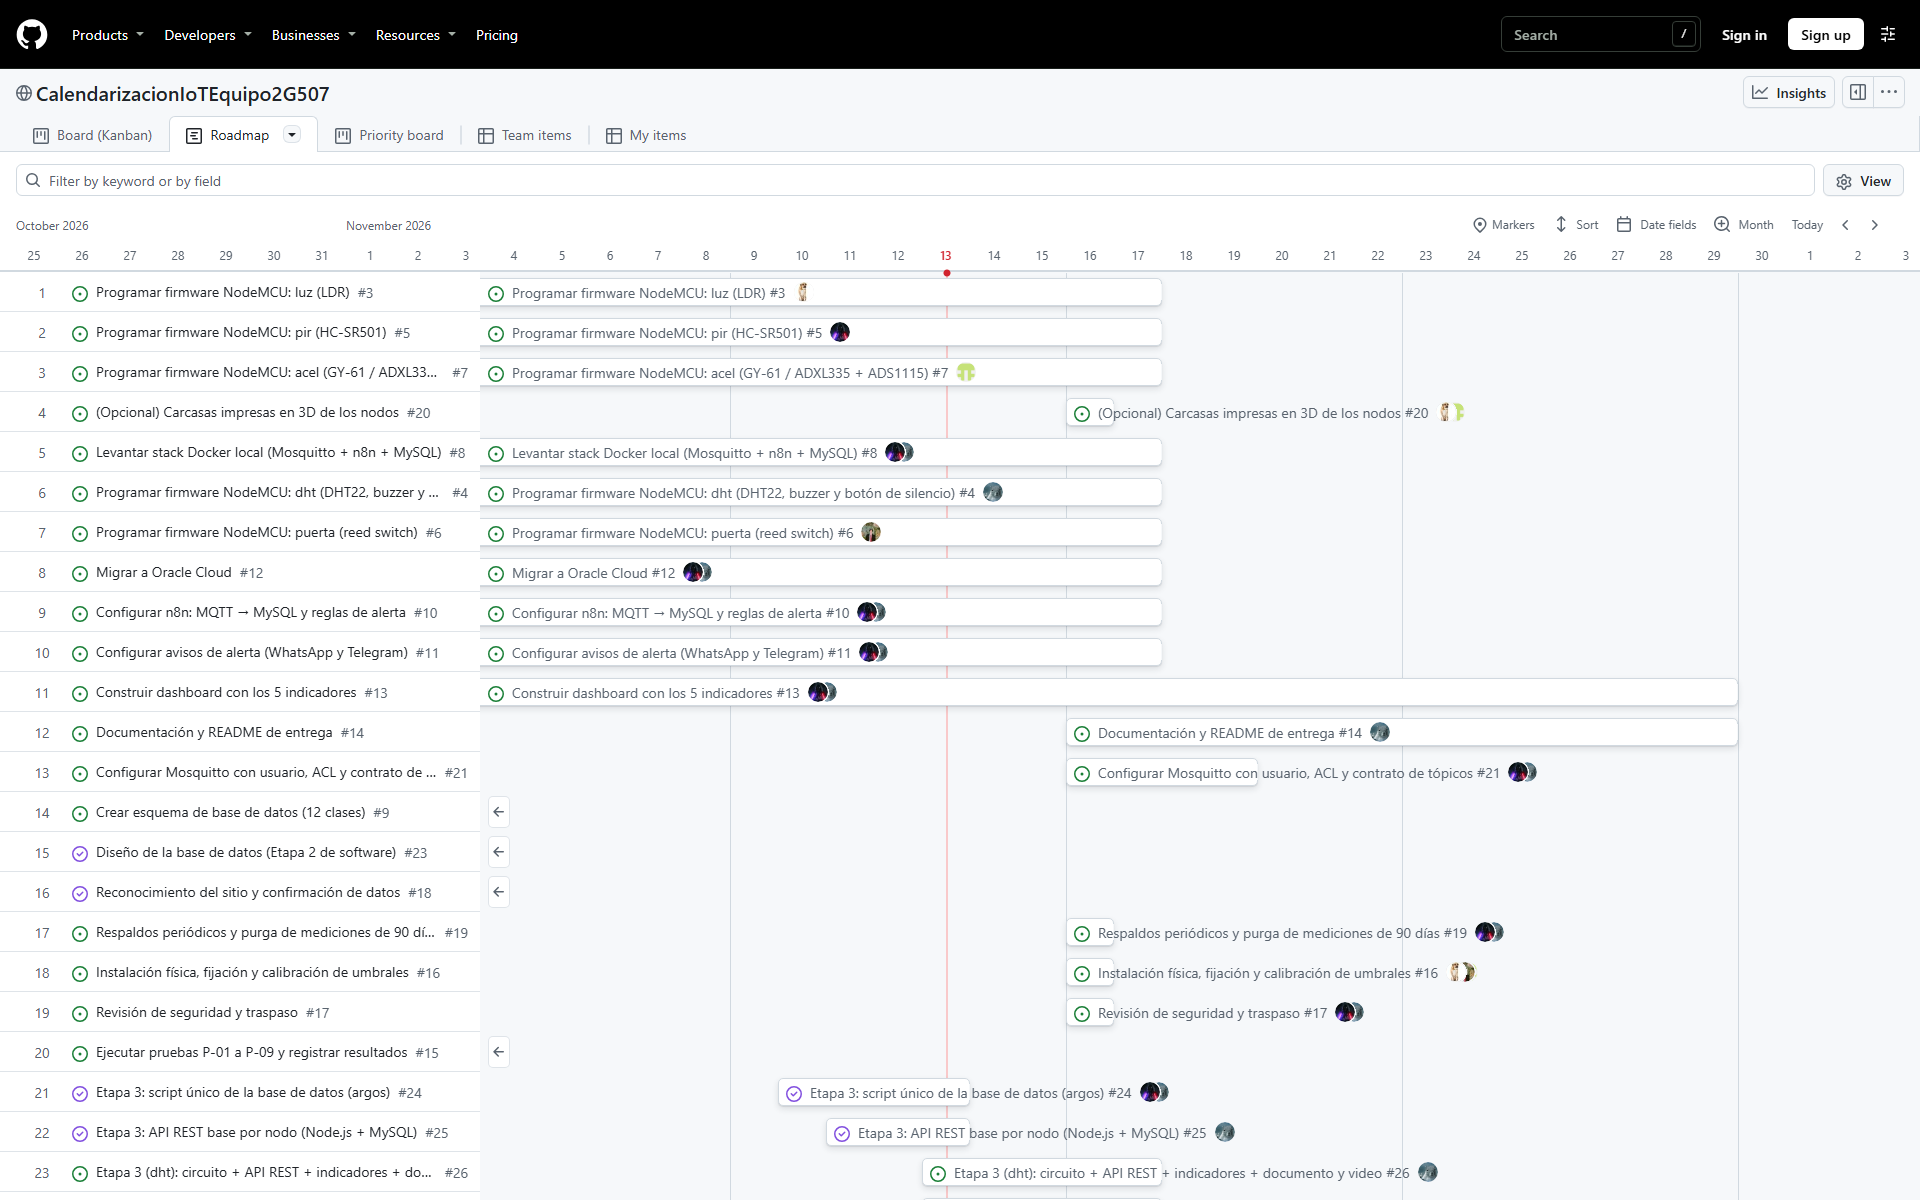 Products
Developers
Businesses
Resources
Pricing
Search
/
Sign in
Sign up
CalendarizacionIoTEquipo2G507
Insights
Board (Kanban)
Roadmap
Priority board
Team items
My items
Filter by keyword or by field
View
October 2026
November 2026
Markers
Sort
Date fields
Month
Today
25 26 27 28 29 30 31 1 2 3 4 5 6 7 8 9 10 11 12 13 14 15 16 17 18 19 20 21 22 23 24 25 26 27 28 29 30 1 2 3
1 Programar firmware NodeMCU: luz (LDR) #3
Programar firmware NodeMCU: luz (LDR) #3
2 Programar firmware NodeMCU: pir (HC-SR501) #5
Programar firmware NodeMCU: pir (HC-SR501) #5
3 Programar firmware NodeMCU: acel (GY-61 / ADXL33... #7
Programar firmware NodeMCU: acel (GY-61 / ADXL335 + ADS1115) #7
4 (Opcional) Carcasas impresas en 3D de los nodos #20
(Opcional) Carcasas impresas en 3D de los nodos #20
5 Levantar stack Docker local (Mosquitto + n8n + MySQL) #8
Levantar stack Docker local (Mosquitto + n8n + MySQL) #8
6 Programar firmware NodeMCU: dht (DHT22, buzzer y ... #4
Programar firmware NodeMCU: dht (DHT22, buzzer y botón de silencio) #4
7 Programar firmware NodeMCU: puerta (reed switch) #6
Programar firmware NodeMCU: puerta (reed switch) #6
8 Migrar a Oracle Cloud #12
Migrar a Oracle Cloud #12
9 Configurar n8n: MQTT → MySQL y reglas de alerta #10
Configurar n8n: MQTT → MySQL y reglas de alerta #10
10 Configurar avisos de alerta (WhatsApp y Telegram) #11
Configurar avisos de alerta (WhatsApp y Telegram) #11
11 Construir dashboard con los 5 indicadores #13
Construir dashboard con los 5 indicadores #13
12 Documentación y README de entrega #14
Documentación y README de entrega #14
13 Configurar Mosquitto con usuario, ACL y contrato de ... #21
Configurar Mosquitto con usuario, ACL y contrato de tópicos #21
14 Crear esquema de base de datos (12 clases) #9
15 Diseño de la base de datos (Etapa 2 de software) #23
16 Reconocimiento del sitio y confirmación de datos #18
17 Respaldos periódicos y purga de mediciones de 90 dí... #19
Respaldos periódicos y purga de mediciones de 90 días #19
18 Instalación física, fijación y calibración de umbrales #16
Instalación física, fijación y calibración de umbrales #16
19 Revisión de seguridad y traspaso #17
Revisión de seguridad y traspaso #17
20 Ejecutar pruebas P-01 a P-09 y registrar resultados #15
21 Etapa 3: script único de la base de datos (argos) #24
Etapa 3: script único de la base de datos (argos) #24
22 Etapa 3: API REST base por nodo (Node.js + MySQL) #25
Etapa 3: API REST base por nodo (Node.js + MySQL) #25
23 Etapa 3 (dht): circuito + API REST + indicadores + do... #26
Etapa 3 (dht): circuito + API REST + indicadores + documento y video #26